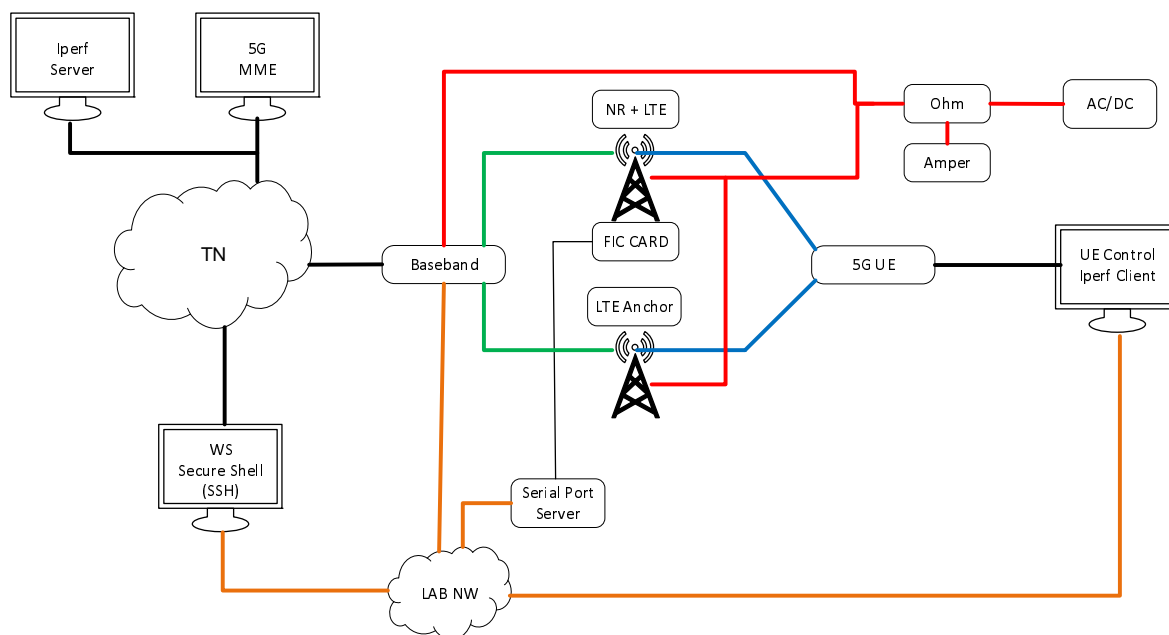 Iperf
Server
5G
MME
NR + LTE
Ohm
AC/DC
Amper
TN
Baseband
FIC CARD
5G UE
UE Control
Iperf Client
LTE Anchor
WS
Secure Shell
(SSH)
Serial Port
Server
LAB NW